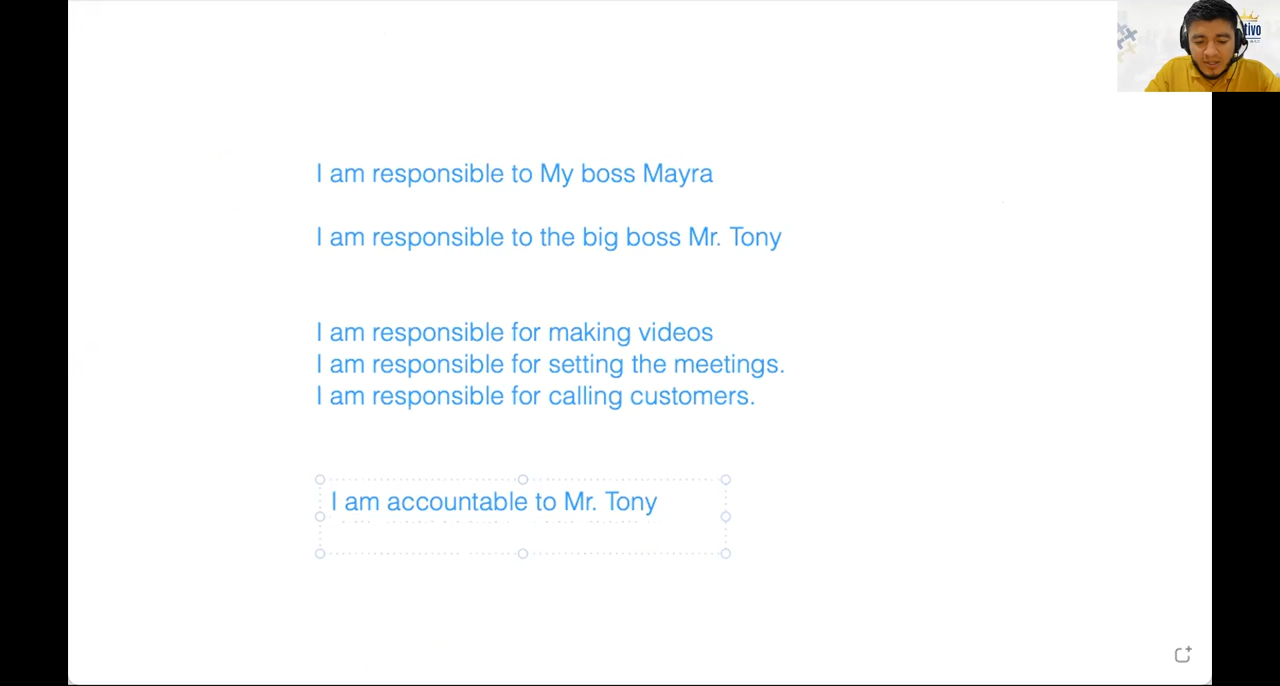 tivo
I am responsible to My boss Mayra
I am responsible to the big boss Mr. Tony
I am responsible for making videos
I am responsible for setting the meetings.
I am responsible for calling customers.
I am accountable to Mr. Tony